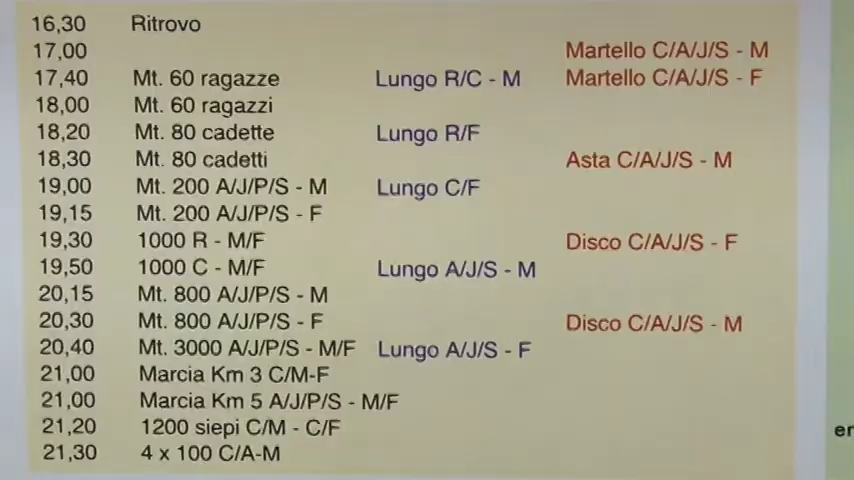 16,30 Ritrovo
17,00 Martello C/A/J/S - M
17,40 Mt. 60 ragazze Lungo R/C - M Martello C/A/J/S - F
18,00 Mt. 60 ragazzi
18,20 Mt. 80 cadette Lungo R/F
18,30 Mt. 80 cadetti Asta C/A/J/S - M
19,00 Mt. 200 A/J/P/S - M Lungo C/F
19,15 Mt. 200 A/J/P/S - F
19,30 1000 R - M/F Disco C/A/J/S - F
19,50 1000 C - M/F Lungo A/J/S - M
20,15 Mt. 800 A/J/P/S - M
20,30 Mt. 800 A/J/P/S - F Disco C/A/J/S - M
20,40 Mt. 3000 A/J/P/S - M/F Lungo A/J/S - F
21,00 Marcia Km 3 C/M-F
21,00 Marcia Km 5 A/J/P/S - M/F
21,20 1200 siepi C/M - C/F
21,30 4 x 100 C/A-M